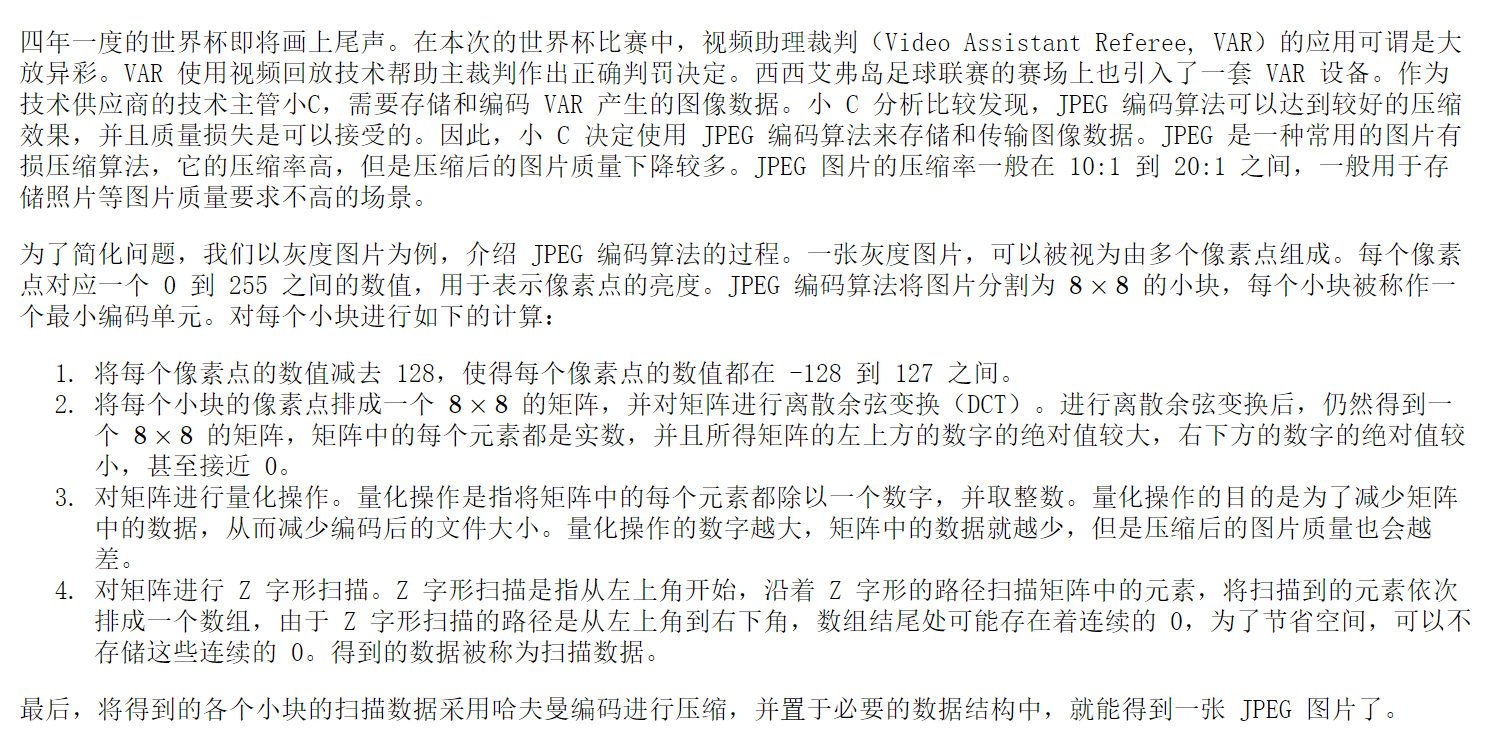 四年一度的世界杯即将画上尾声。在本次的世界杯比赛中，视频助理裁判（Video Assistant Referee, VAR）的应用可谓是大
放异彩。VAR 使用视频回放技术帮助主裁判作出正确判罚决定。西西艾弗岛足球联赛的赛场上也引入了一套 VAR 设备。作为
技术供应商的技术主管小C，需要存储和编码 VAR 产生的图像数据。小 C 分析比较发现，JPEG 编码算法可以达到较好的压缩
效果，并且质量损失是可以接受的。因此，小 C 决定使用 JPEG 编码算法来存储和传输图像数据。JPEG 是一种常用的图片有
损压缩算法，它的压缩率高，但是压缩后的图片质量下降较多。JPEG 图片的压缩率一般在 10:1 到 20:1 之间，一般用于存
储照片等图片质量要求不高的场景。
为了简化问题，我们以灰度图片为例，介绍 JPEG 编码算法的过程。一张灰度图片，可以被视为由多个像素点组成。每个像素
点对应一个 0 到 255 之间的数值，用于表示像素点的亮度。JPEG 编码算法将图片分割为 8 × 8 的小块，每个小块被称作一
个最小编码单元。对每个小块进行如下的计算：
1. 将每个像素点的数值减去 128，使得每个像素点的数值都在 -128 到 127 之间。
2. 将每个小块的像素点排成一个 8 × 8 的矩阵，并对矩阵进行离散余弦变换（DCT）。进行离散余弦变换后，仍然得到一
个 8 × 8 的矩阵，矩阵中的每个元素都是实数，并且所得矩阵的左上方的数字的绝对值较大，右下方的数字的绝对值较
小，甚至接近 0。
3. 对矩阵进行量化操作。量化操作是指将矩阵中的每个元素都除以一个数字，并取整数。量化操作的目的是为了减少矩阵
中的数据，从而减少编码后的文件大小。量化操作的数字越大，矩阵中的数据就越少，但是压缩后的图片质量也会越
差。
4. 对矩阵进行 Z 字形扫描。Z 字形扫描是指从左上角开始，沿着 Z 字形的路径扫描矩阵中的元素，将扫描到的元素依次
排成一个数组，由于 Z 字形扫描的路径是从左上角到右下角，数组结尾处可能存在着连续的 0，为了节省空间，可以不
存储这些连续的 0。得到的数据被称为扫描数据。
最后，将得到的各个小块的扫描数据采用哈夫曼编码进行压缩，并置于必要的数据结构中，就能得到一张 JPEG 图片了。